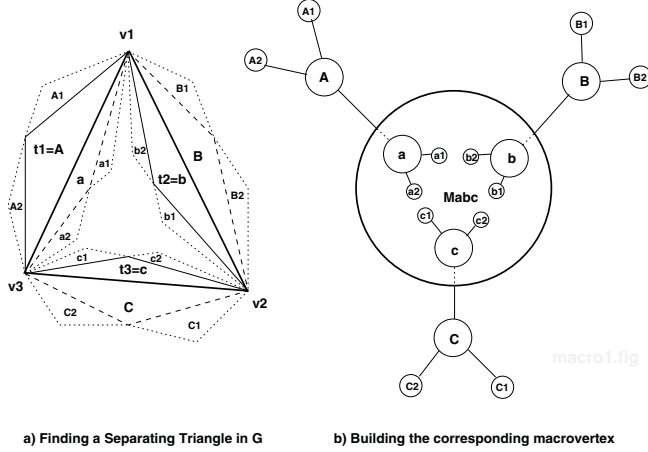 v1
A1
B1
t1=A
a1
b2
B
a
t2=b
A2
a2
b1
B2
c1
c2
t3=c
v3
v2
C
C2
C1
A1
A2
A
B1
B
B2
a
a1
a2
b2
b
b1
Mabc
c1
c2
c
C
C2
C1
macro1.fig
a) Finding a Separating Triangle in G
b) Building the corresponding macrovertex